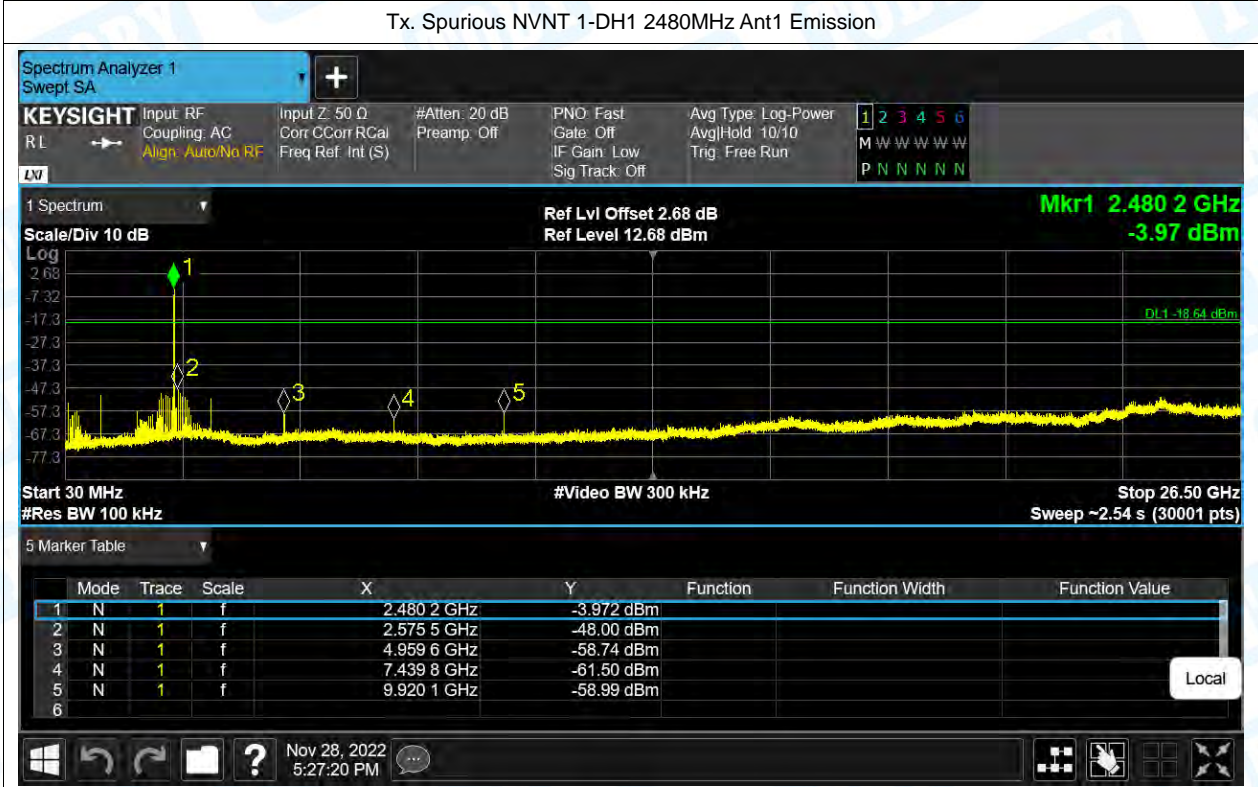 Tx. Spurious NVNT 1-DH1 2480MHz Ant1 Emission
Spectrum Analyzer 1
Swept SA
+
KEYSIGHT Input: RF Input Z: 50 Ω #Atten: 20 dB PNO: Fast Avg Type: Log-Power 1 2 3 4 5 6
R L Coupling: AC Corr CCorr RCal Preamp: Off Gate: Off Avg|Hold: 10/10 M W W W W W
Align: Auto/No RF Freq Ref: Int (S) IF Gain: Low Trig: Free Run
LXI Sig Track: Off P N N N N N
1 Spectrum Ref Lvl Offset 2.68 dB Mkr1 2.480 2 GHz
Scale/Div 10 dB Ref Level 12.68 dBm -3.97 dBm
Log
1
2.68
-7.32
-17.3 DL1 -18.64 dBm
-27.3
-37.3 2
-47.3 3 4 5
-57.3
-67.3
-77.3
Start 30 MHz #Video BW 300 kHz Stop 26.50 GHz
#Res BW 100 kHz Sweep ~2.54 s (30001 pts)
5 Marker Table
Mode Trace Scale X Y Function Function Width Function Value
1 N 1 f 2.480 2 GHz -3.972 dBm
2 N 1 f 2.575 5 GHz -48.00 dBm
3 N 1 f 4.959 6 GHz -58.74 dBm
4 N 1 f 7.439 8 GHz -61.50 dBm
5 N 1 f 9.920 1 GHz -58.99 dBm
6
Local
? Nov 28, 2022
5:27:20 PM